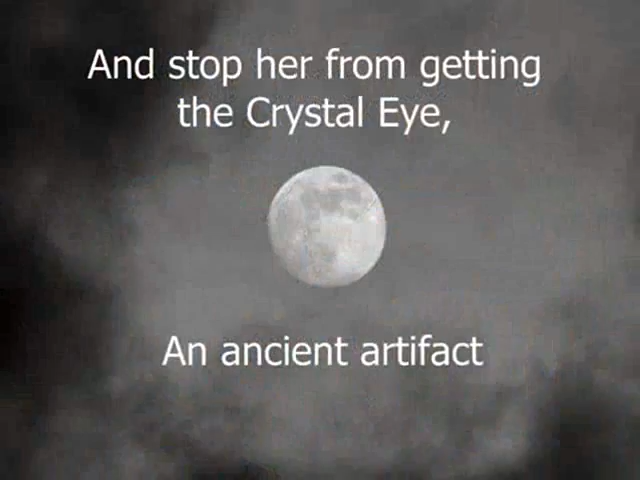 And stop her from getting
the Crystal Eye,
An ancient artifact